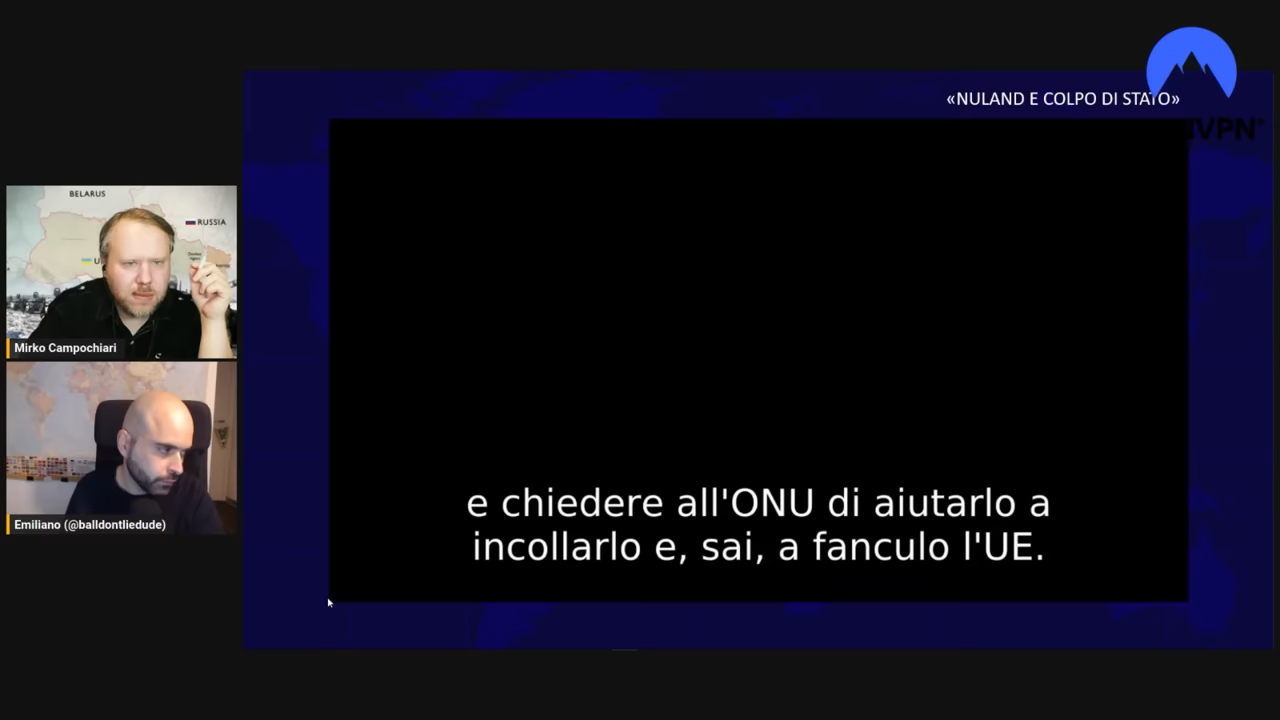 «NULAND E COLPO DI STATO»
VPN
BELARUS
RUSSIA
U
Mirko Campochiari
Emiliano (@balldontliedude)
e chiedere all'ONU di aiutarlo a
incollarlo e, sai, a fanculo l'UE.